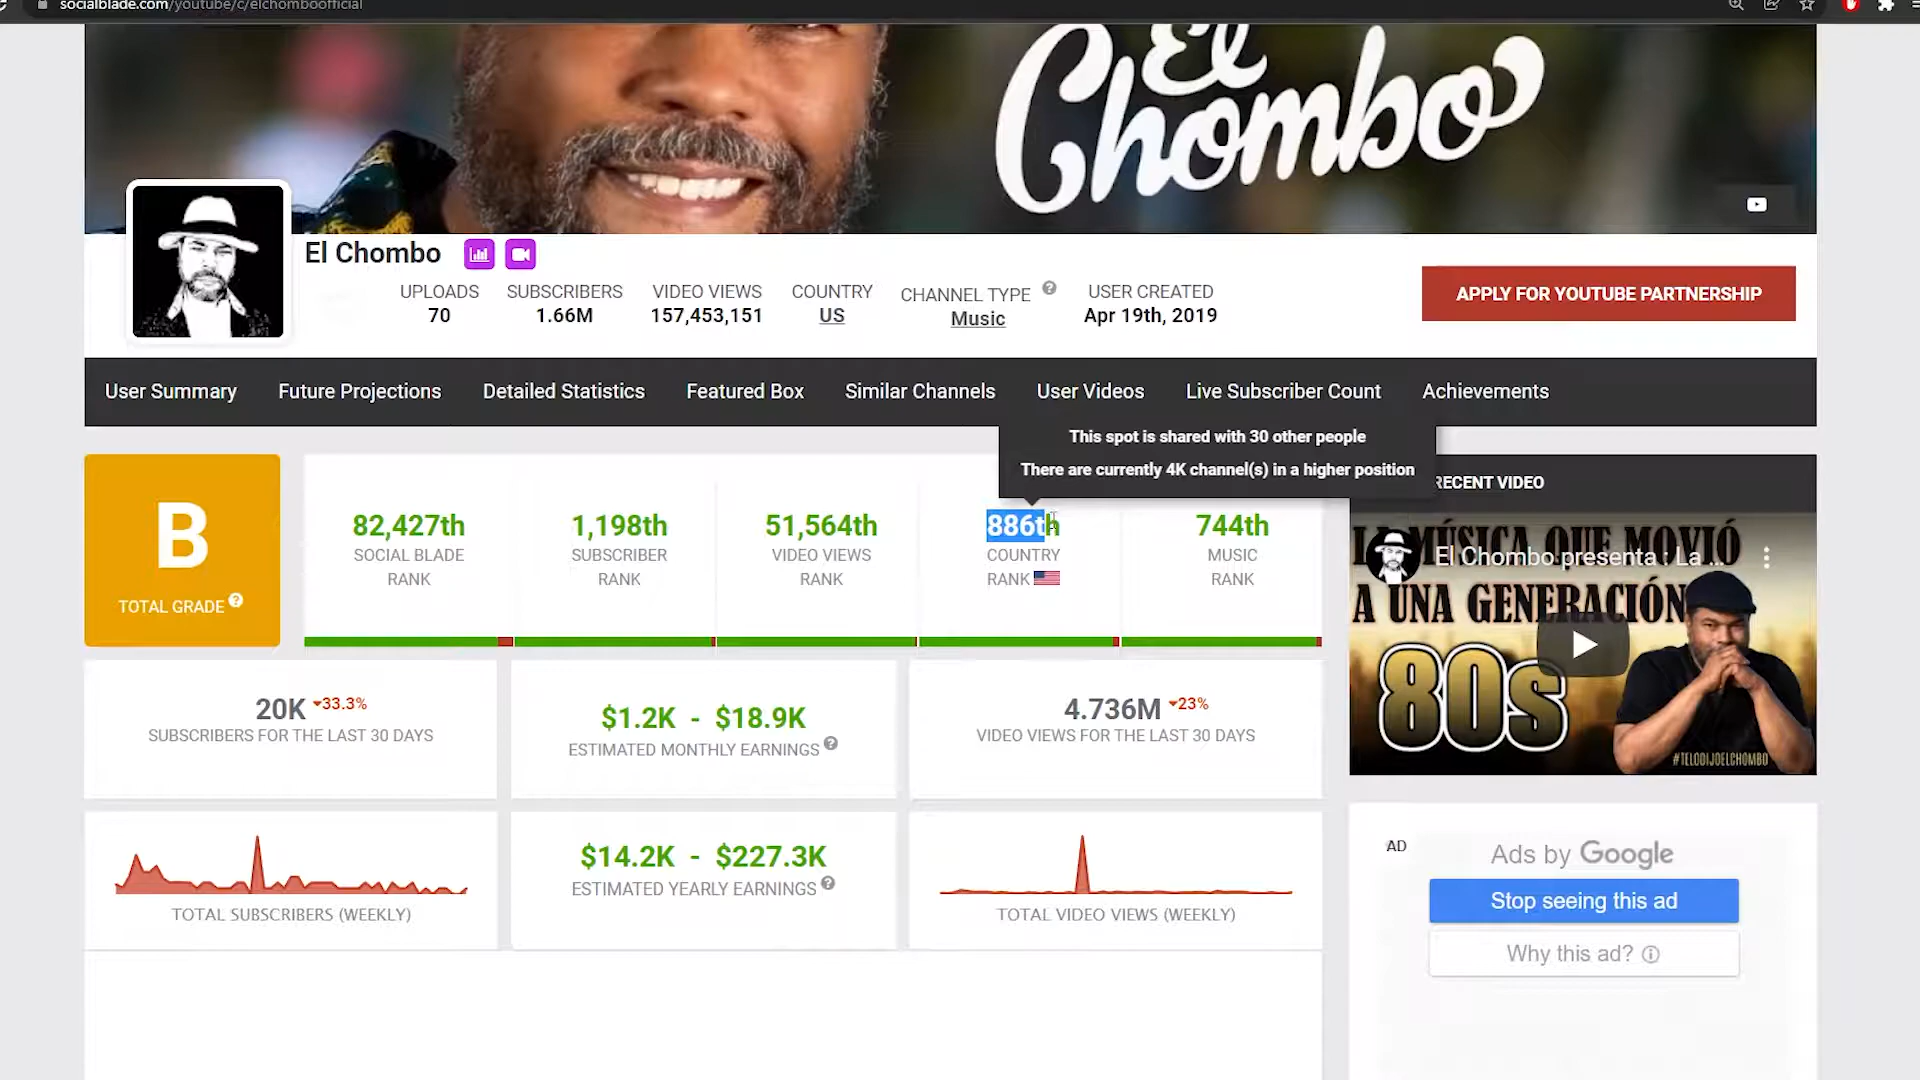 socialblade.com/youtube/c/elchomboofficial
El
Chombo
El Chombo
UPLOADS
70
SUBSCRIBERS
1.66M
VIDEO VIEWS
157,453,151
COUNTRY
US
CHANNEL TYPE
Music
USER CREATED
Apr 19th, 2019
APPLY FOR YOUTUBE PARTNERSHIP
User Summary
Future Projections
Detailed Statistics
Featured Box
Similar Channels
User Videos
Live Subscriber Count
Achievements
This spot is shared with 30 other people
There are currently 4K channel(s) in a higher position
B
TOTAL GRADE
82,427th
SOCIAL BLADE
RANK
1,198th
SUBSCRIBER
RANK
51,564th
VIDEO VIEWS
RANK
886th
COUNTRY
RANK
744th
MUSIC
RANK
RECENT VIDEO
LA MÚSICA QUE MOVIÓ
El Chombo presenta : La ...
A UNA GENERACIÓN
80s
#TELODIJOELCHOMBO
20K 33.3%
SUBSCRIBERS FOR THE LAST 30 DAYS
$1.2K - $18.9K
ESTIMATED MONTHLY EARNINGS
4.736M 23%
VIDEO VIEWS FOR THE LAST 30 DAYS
TOTAL SUBSCRIBERS (WEEKLY)
$14.2K - $227.3K
ESTIMATED YEARLY EARNINGS
TOTAL VIDEO VIEWS (WEEKLY)
AD
Ads by Google
Stop seeing this ad
Why this ad?